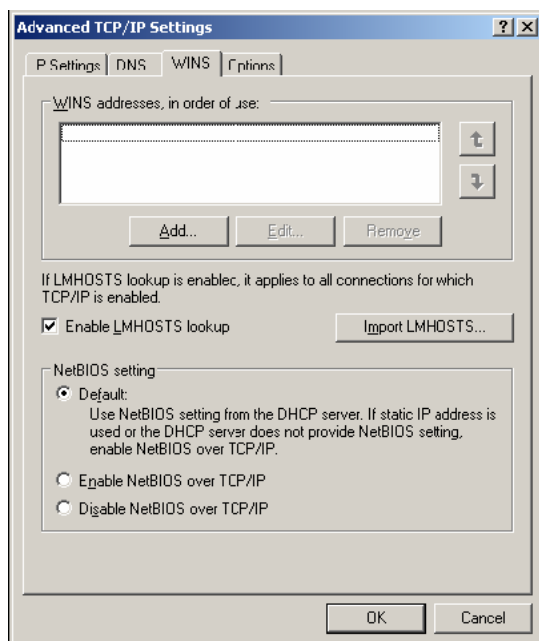 Advanced TCP/IP Settings
P Settings DNS WINS Cptions
WINS addresses, in order of use:
Add... Edit... Remove
If LMHOSTS lookup is enablec, it applies to all connections for which
TCP/IP is enabled.
Enable LMHOSTS lookup Import LMHOSTS...
NetBIOS setting
Default:
Use NetBIOS setting from the DHCP server. If static IP address is
used or the DHCP server does not provide NetBIOS setting,
enable NetBIOS over TCP/IP.
Enable NetBIOS over TCP/IP
Disable NetBIOS over TCP/IP
OK Cancel